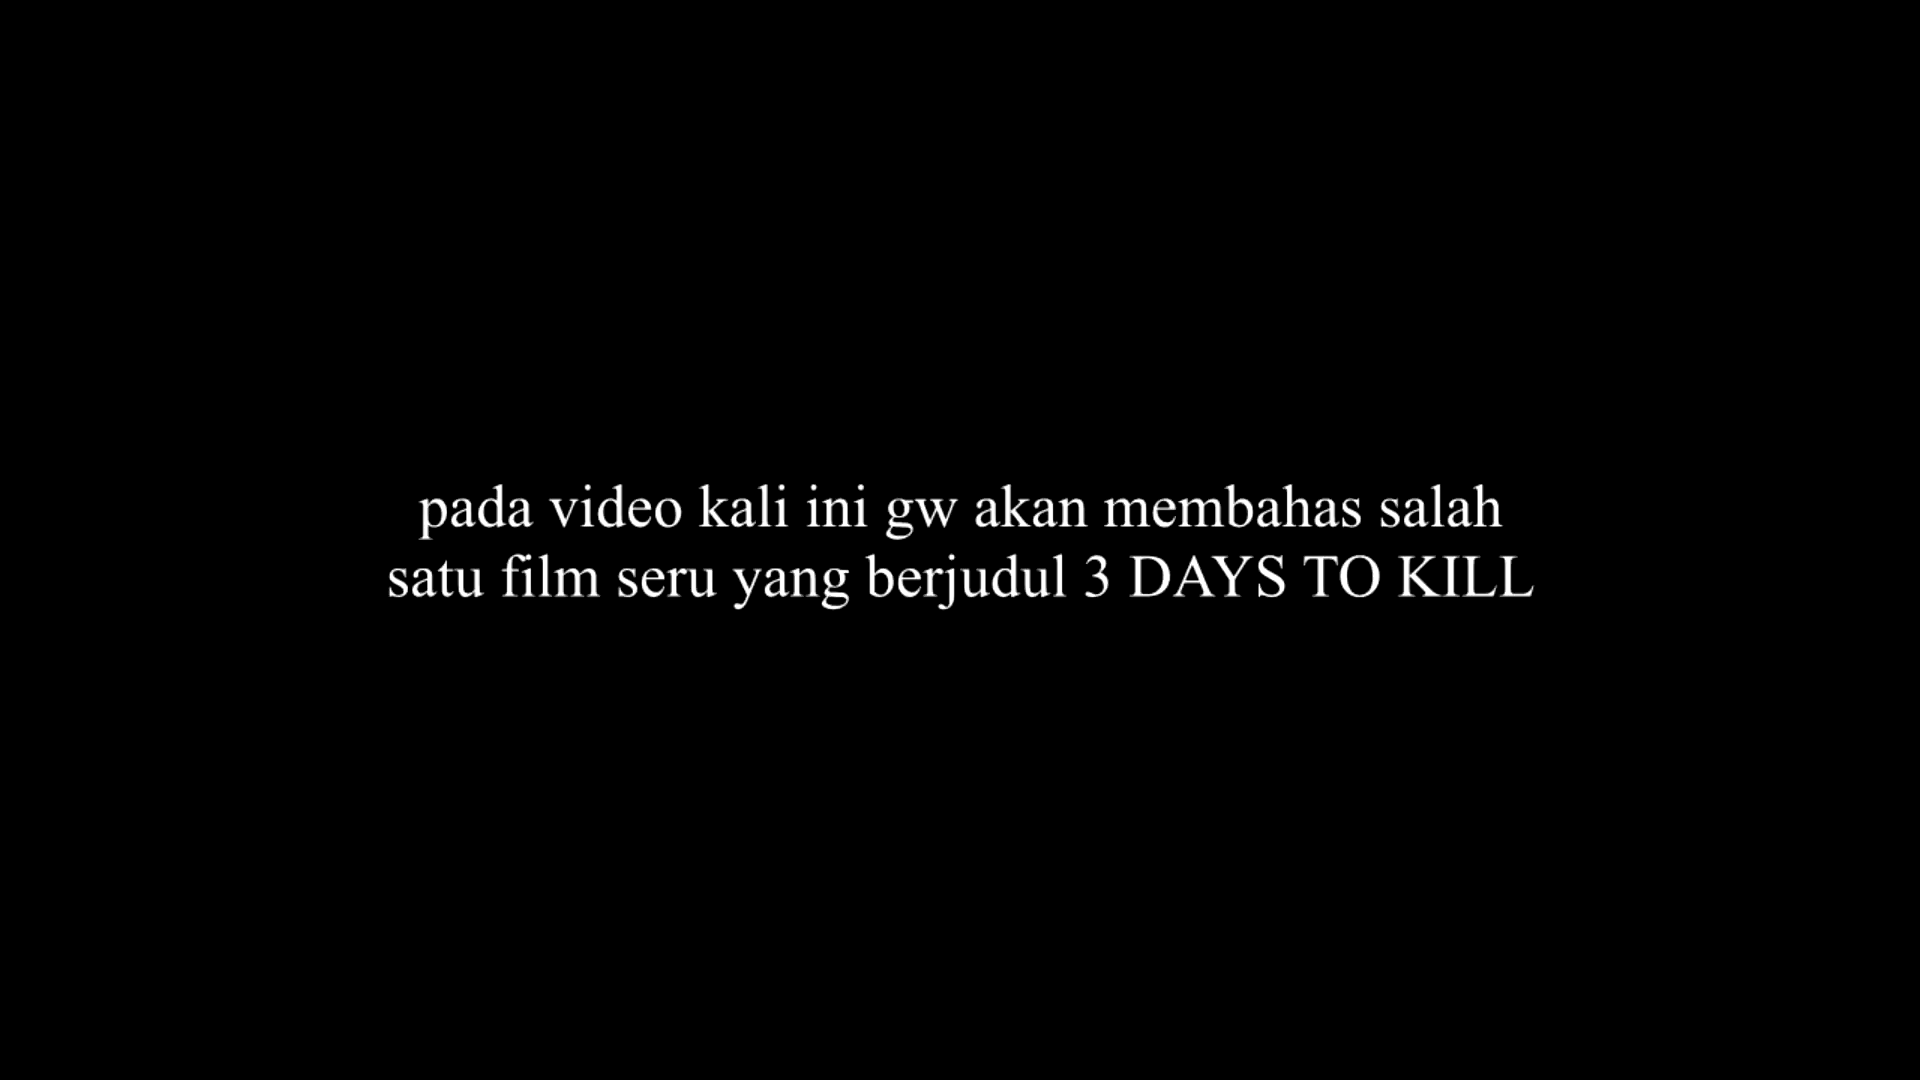 pada video kali ini gw akan membahas salah
satu film seru yang berjudul 3 DAYS TO KILL